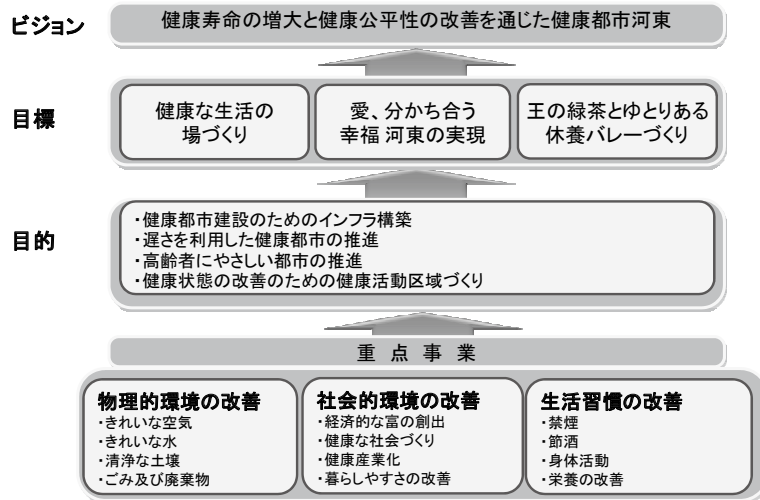 ビジョン
健康寿命の増大と健康公平性の改善を通じた健康都市河東
目標
健康な生活の
場づくり
愛、分かち合う
幸福 河東の実現
王の緑茶とゆとりある
休養バレーづくり
目的
・健康都市建設のためのインフラ構築
・遅さを利用した健康都市の推進
・高齢者にやさしい都市の推進
・健康状態の改善のための健康活動区域づくり
重 点 事 業
物理的環境の改善
・きれいな空気
・きれいな水
・清浄な土壌
・ごみ及び廃棄物
社会的環境の改善
・経済的な富の創出
・健康な社会づくり
・健康産業化
・暮らしやすさの改善
生活習慣の改善
・禁煙
・節酒
・身体活動
・栄養の改善